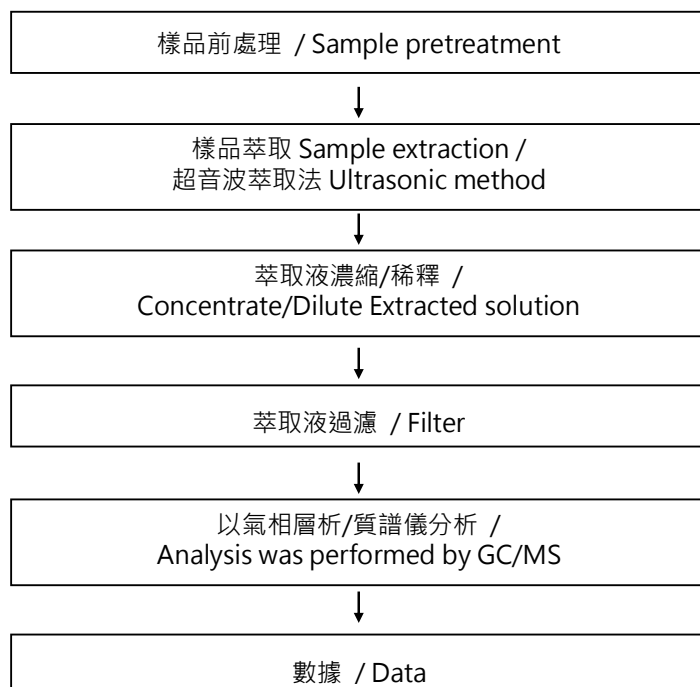 樣品前處理 / Sample pretreatment
樣品萃取 Sample extraction /
超音波萃取法 Ultrasonic method
萃取液濃縮/稀釋 /
Concentrate/Dilute Extracted solution
萃取液過濾 / Filter
以氣相層析/質譜儀分析 /
Analysis was performed by GC/MS
數據 / Data